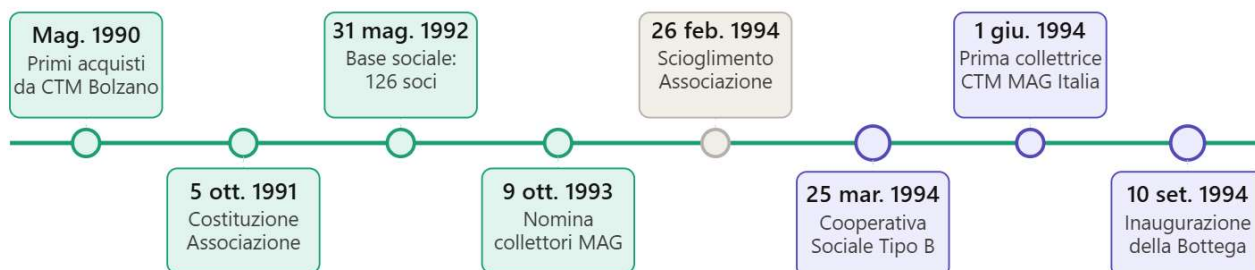 Mag. 1990
Primi acquisti
da CTM Bolzano
5 ott. 1991
Costituzione
Associazione
31 mag. 1992
Base sociale:
126 soci
9 ott. 1993
Nomina
collettori MAG
26 feb. 1994
Scioglimento
Associazione
25 mar. 1994
Cooperativa
Sociale Tipo B
1 giu. 1994
Prima collettrice
CTM MAG Italia
10 set. 1994
Inaugurazione
della Bottega